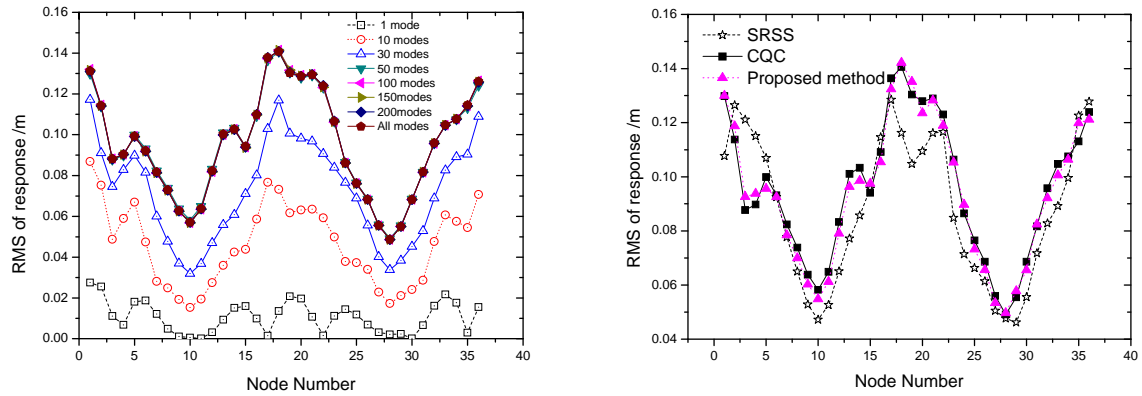 0.16
0.14
0.12
0.10
0.08
0.06
0.04
0.02
0.00
RMS of response /m
0 5 10 15 20 25 30 35 40
Node Number
1 mode
10 modes
30 modes
50 modes
100 modes
150modes
200modes
All modes
0.16
0.14
0.12
0.10
0.08
0.06
0.04
RMS of response /m
0 5 10 15 20 25 30 35 40
Node Number
SRSS
CQC
Proposed method